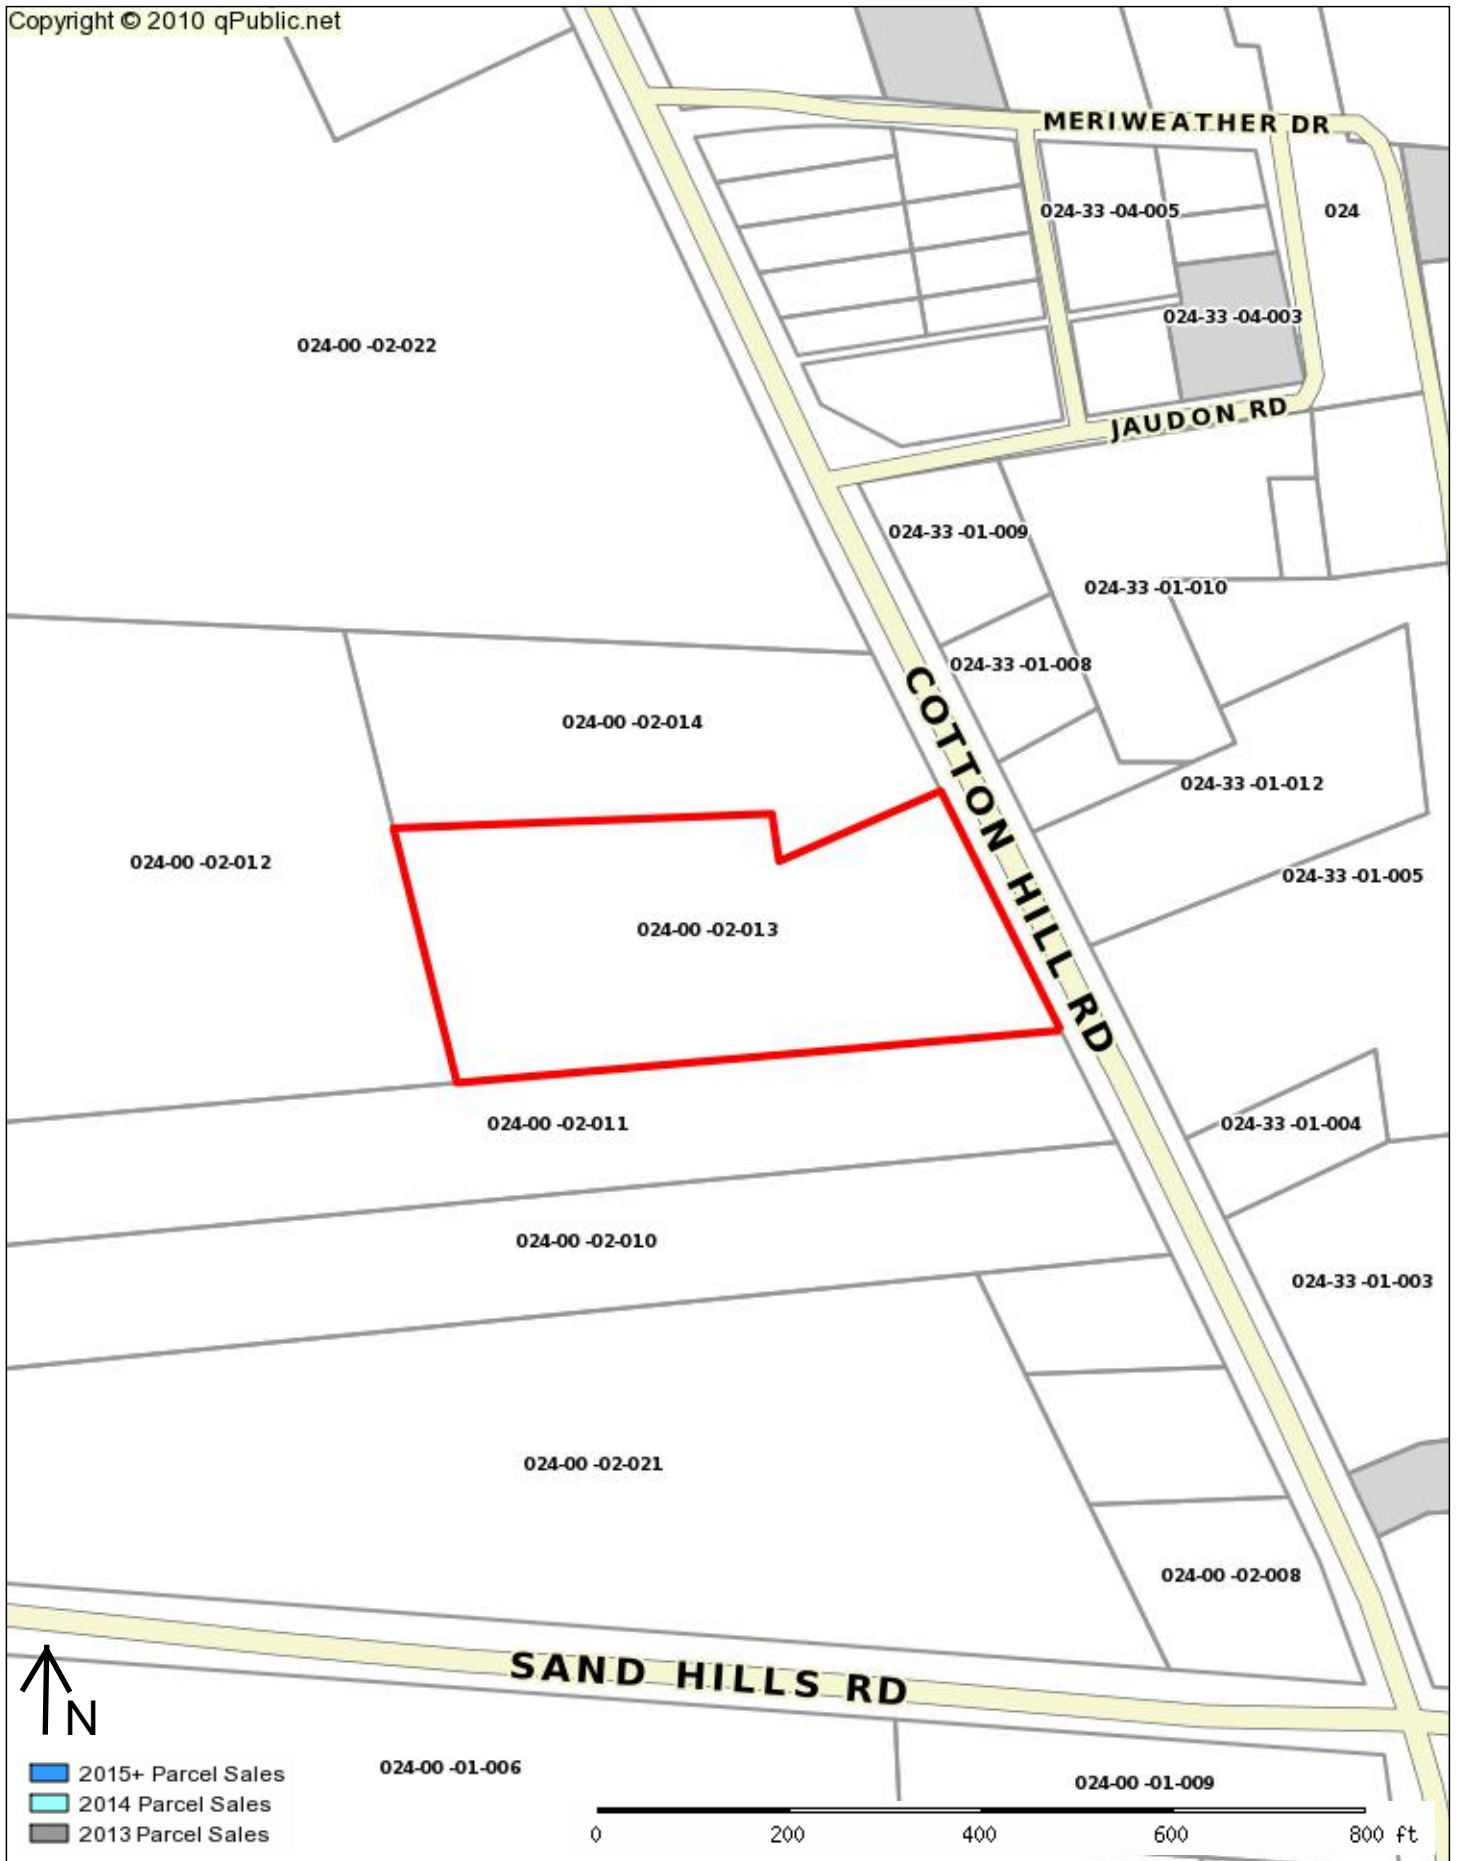 Copyright © 2010 qPublic.net
MERIWEATHER DR
024-33 -04-005
024
024-33 -04-003
024-00 -02-022
JAUDON RD
024-33 -01-009
024-33 -01-010
024-33 -01-008
COTTON HILL RD
024-00 -02-014
024-33 -01-012
024-00 -02-012
024-33 -01-005
024-00 -02-013
024-00 -02-011
024-33 -01-004
024-00 -02-010
024-33 -01-003
024-00 -02-021
024-00 -02-008
SAND HILLS RD
N
024-00 -01-006
024-00 -01-009
2015+ Parcel Sales
2014 Parcel Sales
2013 Parcel Sales
0 200 400 600 800 ft